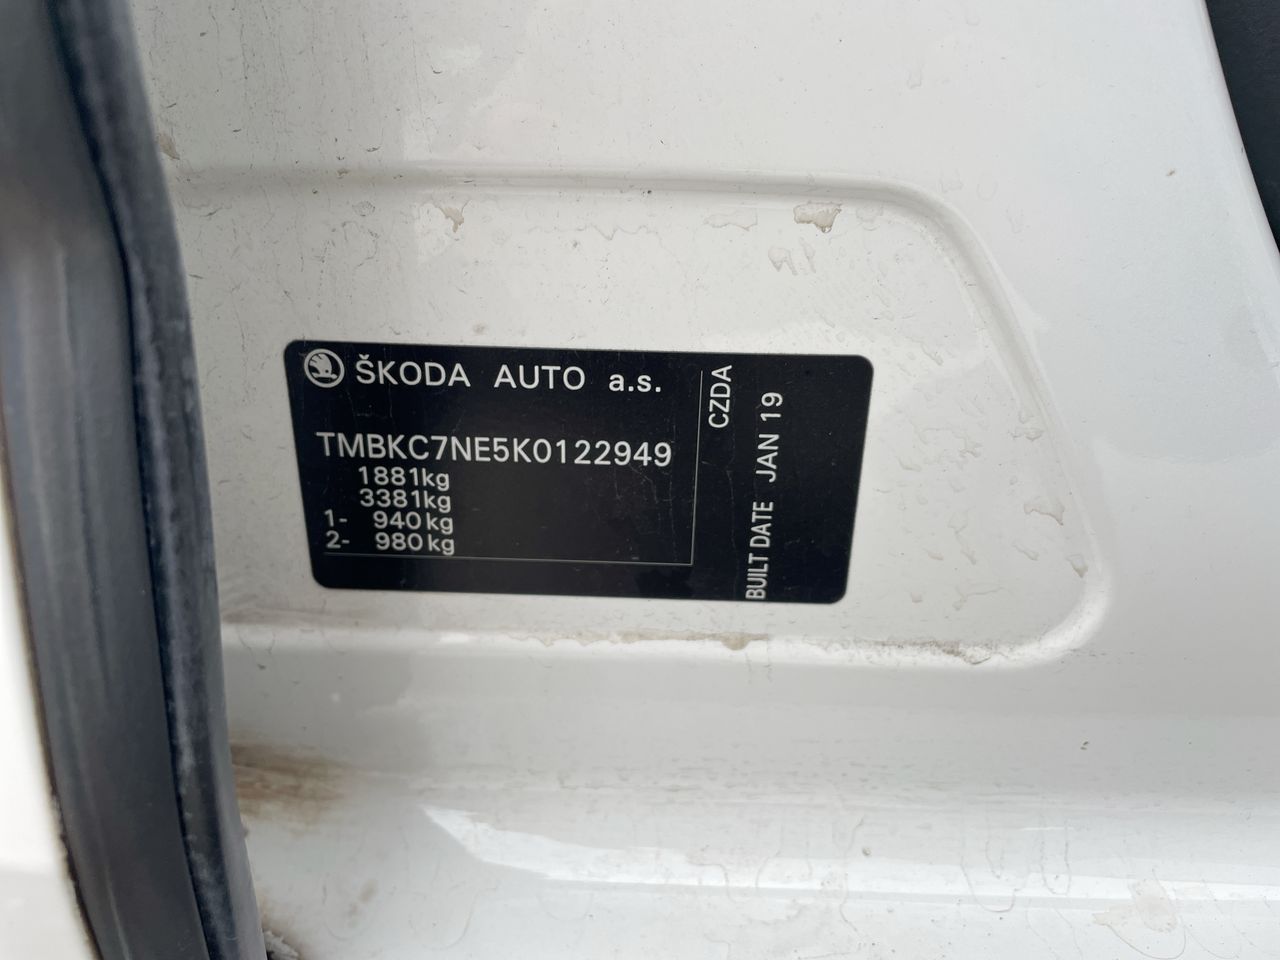 ŠKODA AUTO a.s.
TMBKC7NE5K0122949
1881kg
3381kg
1- 940kg
2- 980kg
CZDA
BUILT DATE JAN 19